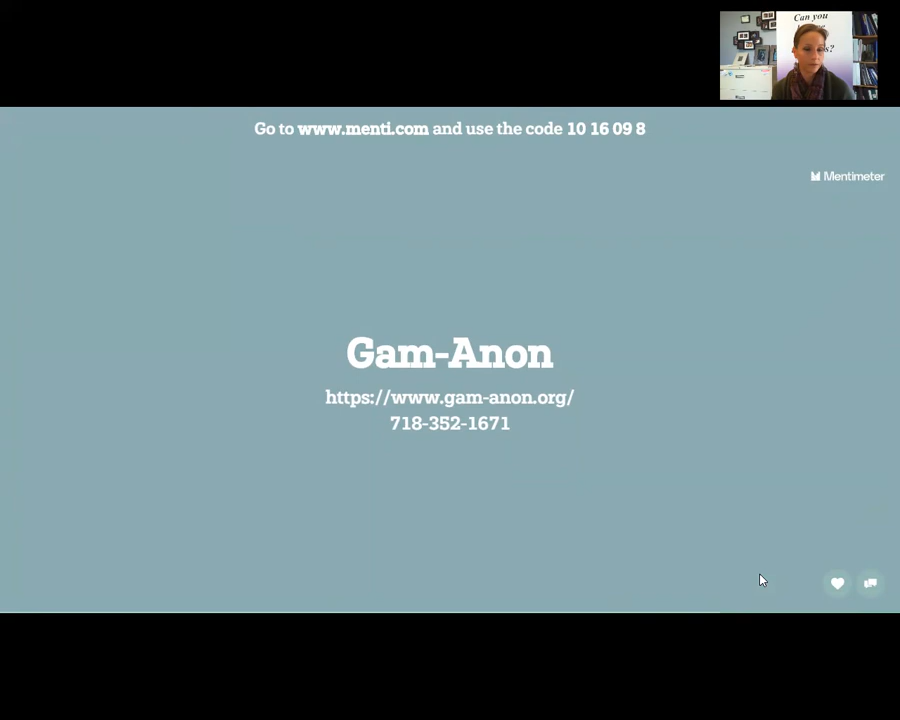 Can you
s?
Go to www.menti.com and use the code 10 16 09 8
Mentimeter
Gam-Anon
https://www.gam-anon.org/
718-352-1671